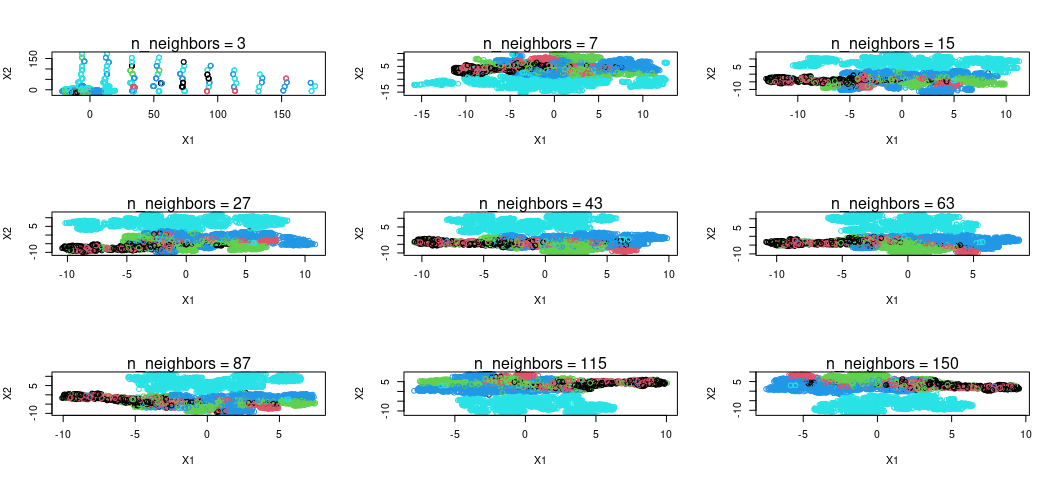 n_neighbors = 3
X2
0 150
0 50 100 150
X1
n_neighbors = 7
X2
-15 5
-15 -10 -5 0 5 10
X1
n_neighbors = 15
X2
-10 5
-10 -5 0 5 10
X1
n_neighbors = 27
X2
-10 5
-10 -5 0 5 10
X1
n_neighbors = 43
X2
-10 5
-10 -5 0 5
X1
n_neighbors = 63
X2
-10 5
-10 -5 0 5
X1
n_neighbors = 87
X2
-10 5
-10 -5 0 5
X1
n_neighbors = 115
X2
-10 5
-5 0 5 10
X1
n_neighbors = 150
X2
-10 5
-5 0 5 10
X1